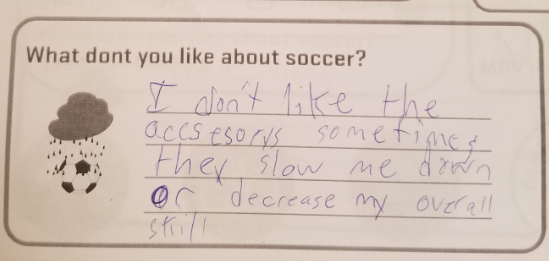 What dont you like about soccer?
I don't like the
accsesorys sometimes
they slow me down
or decrease my overall
skill